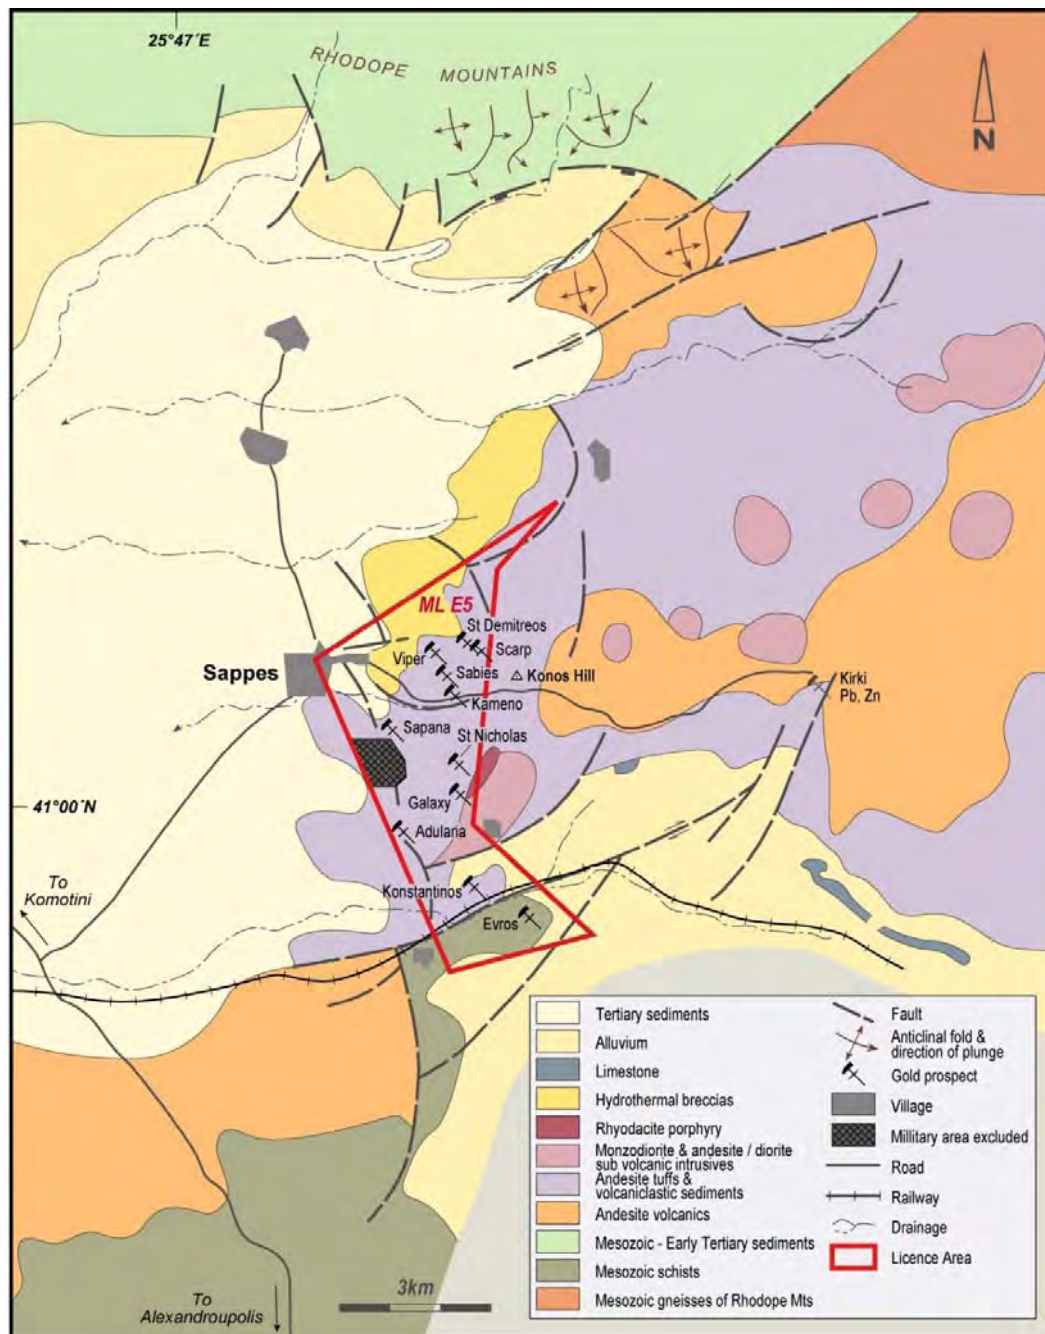 25°47´E
RHODOPE MOUNTAINS
N
ML E5
St Demitreos
Viper
Scarp
Sappes
Sabies
Konos Hill
Kameno
Kirki
Pb, Zn
Sapana
St Nicholas
Galaxy
41°00´N
Adularia
To
Komotini
Konstantinos
Evros
Tertiary sediments
Alluvium
Limestone
Hydrothermal breccias
Rhyodacite porphyry
Monzodiorite & andesite / diorite
sub volcanic intrusives
Andesite tuffs &
volcaniclastic sediments
Andesite volcanics
Mesozoic - Early Tertiary sediments
Mesozoic schists
Mesozoic gneisses of Rhodope Mts
Fault
Anticlinal fold &
direction of plunge
Gold prospect
Village
Millitary area excluded
Road
Railway
Drainage
Licence Area
3km
To
Alexandroupolis